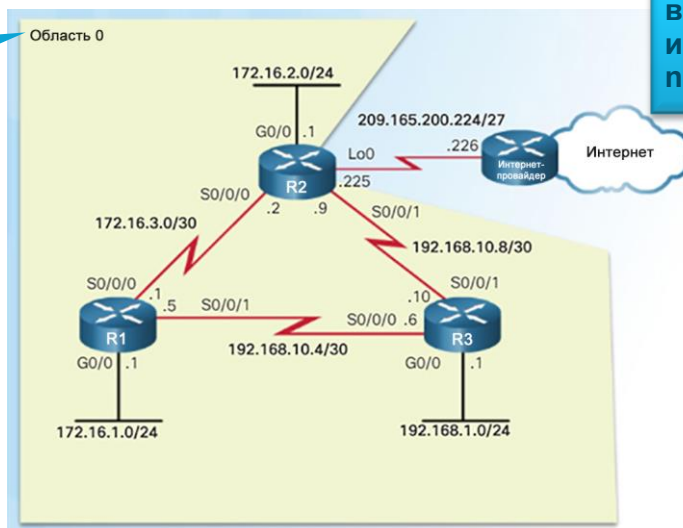 Область 0
172.16.2.0/24
G0/0 .1
209.165.200.224/27
Lo0
.226
Интернет-
провайдер
Интернет
R2
.225
S0/0/0
.2
.9
S0/0/1
172.16.3.0/30
192.168.10.8/30
S0/0/0
.1
S0/0/1
.10
.5
S0/0/1
S0/0/0
.6
R1
R3
192.168.10.4/30
G0/0
.1
G0/0
.1
172.16.1.0/24
192.168.1.0/24